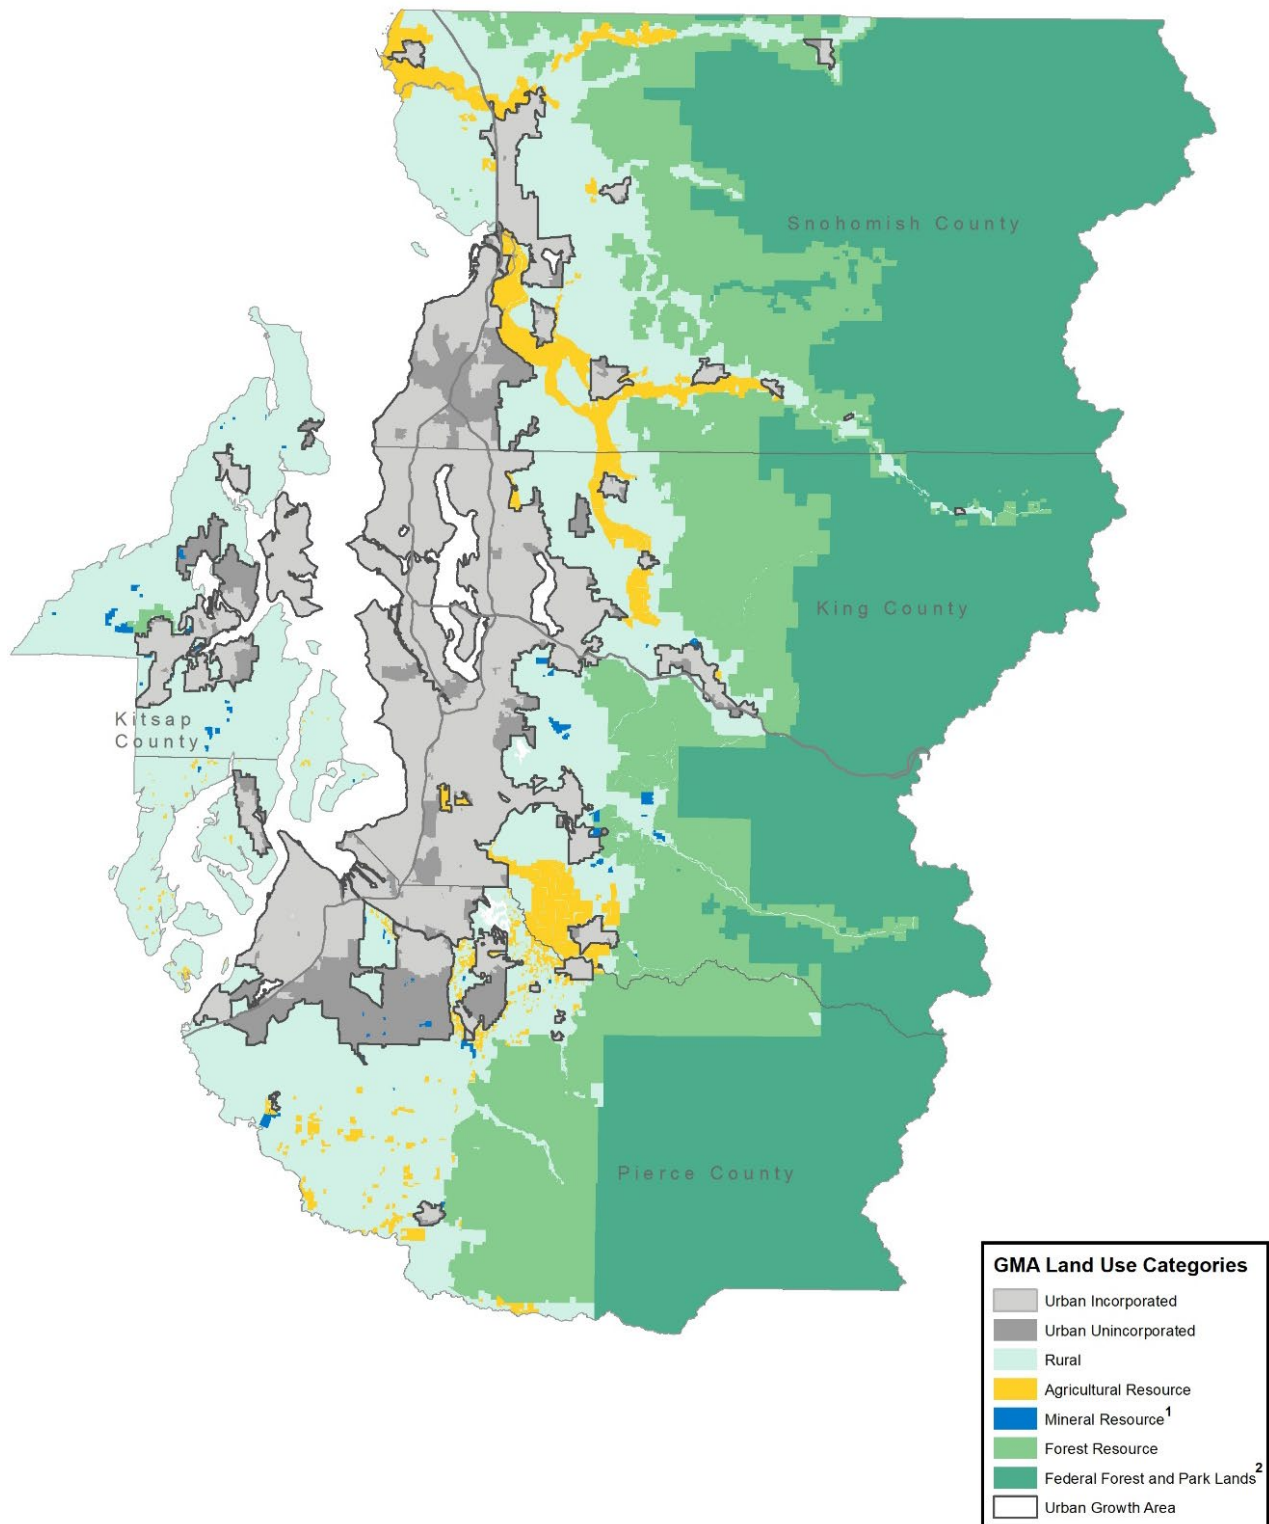 Snohomish County
King County
Kitsap
County
Pierce County
GMA Land Use Categories
Urban Incorporated
Urban Unincorporated
Rural
Agricultural Resource
Mineral Resource1
Forest Resource
Federal Forest and Park Lands2
Urban Growth Area